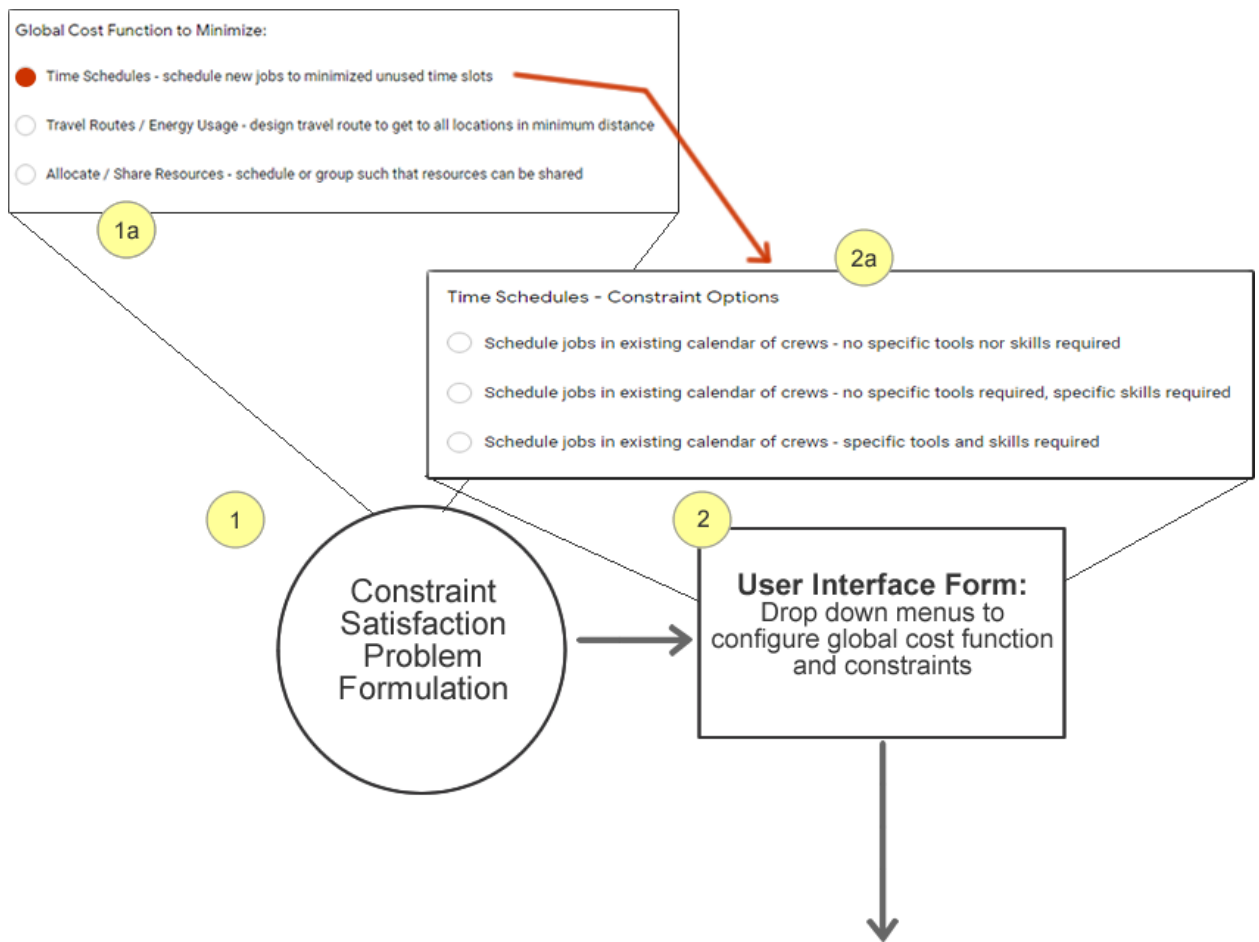 Global Cost Function to Minimize:
Time Schedules - schedule new jobs to minimized unused time slots
Travel Routes / Energy Usage - design travel route to get to all locations in minimum distance
Allocate / Share Resources - schedule or group such that resources can be shared
1a
2a
Time Schedules - Constraint Options
Schedule jobs in existing calendar of crews - no specific tools nor skills required
Schedule jobs in existing calendar of crews - no specific tools required, specific skills required
Schedule jobs in existing calendar of crews - specific tools and skills required
1
Constraint
Satisfaction
Problem
Formulation
2
User Interface Form:
Drop down menus to
configure global cost function
and constraints